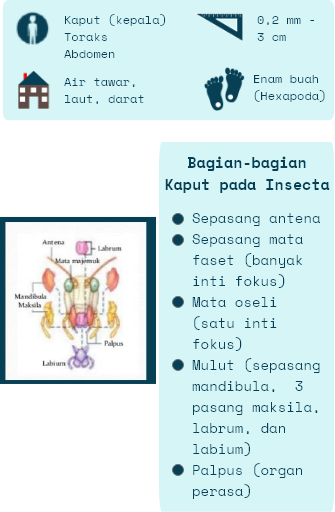 Kaput (kepala)
Toraks
Abdomen
0,2 mm -
3 cm
Air tawar,
laut, darat
Enam buah
(Hexapoda)
Bagian-bagian
Kaput pada Insecta
Sepasang antena
Sepasang mata
faset (banyak
inti fokus)
Mata oseli
(satu inti
fokus)
Mulut (sepasang
mandibula, 3
pasang maksila,
labrum, dan
labium)
Palpus (organ
perasa)
Antena
Labrum
Mata majemuk
Mandibula
Maksila
Palpus
Labium